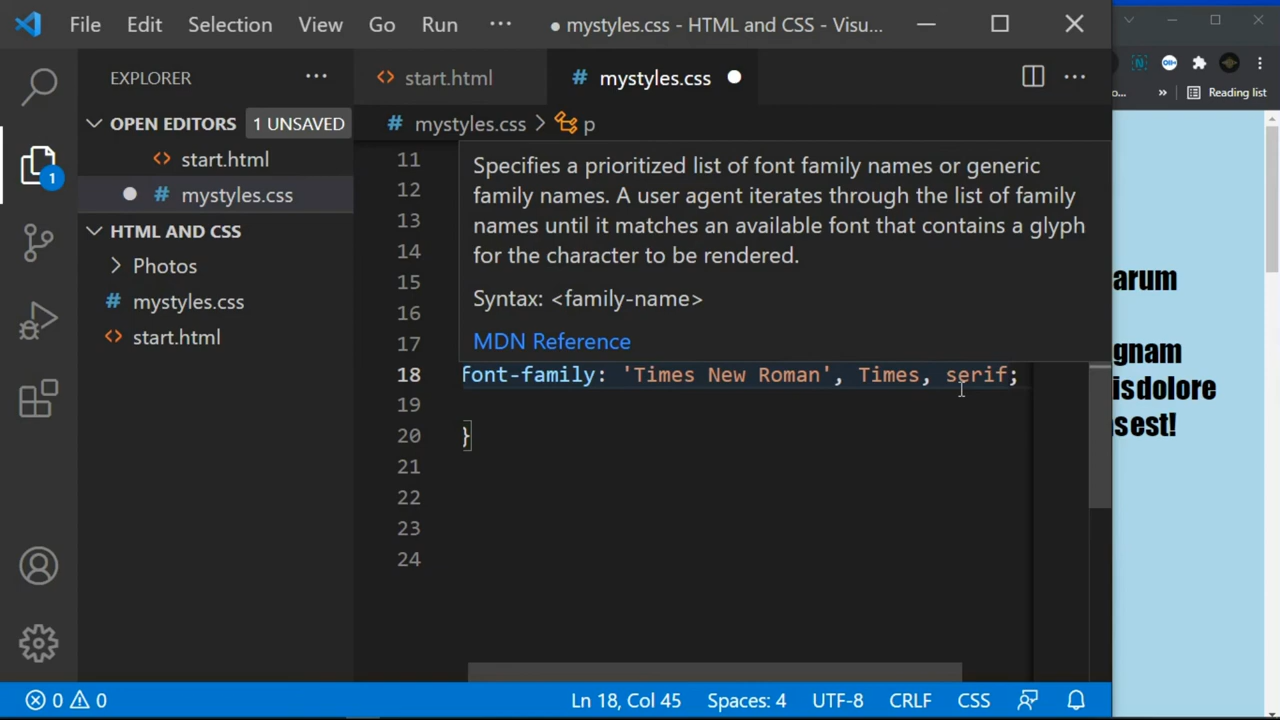 File Edit Selection View Go Run ··· ● mystyles.css - HTML and CSS - Visu...
EXPLORER ···
start.html
# mystyles.css ●
···
OPEN EDITORS 1 UNSAVED
start.html
● # mystyles.css
HTML AND CSS
Photos
# mystyles.css
start.html
1
# mystyles.css > p
11
12
13
14
15
16
17
18
19
20
21
22
23
24
Specifies a prioritized list of font family names or generic
family names. A user agent iterates through the list of family
names until it matches an available font that contains a glyph
for the character to be rendered.
Syntax: <family-name>
MDN Reference
font-family: 'Times New Roman', Times, serif;
}
o... » Reading list
arum
gnam
isdolore
sest!
0 0
Ln 18, Col 45 Spaces: 4 UTF-8 CRLF CSS